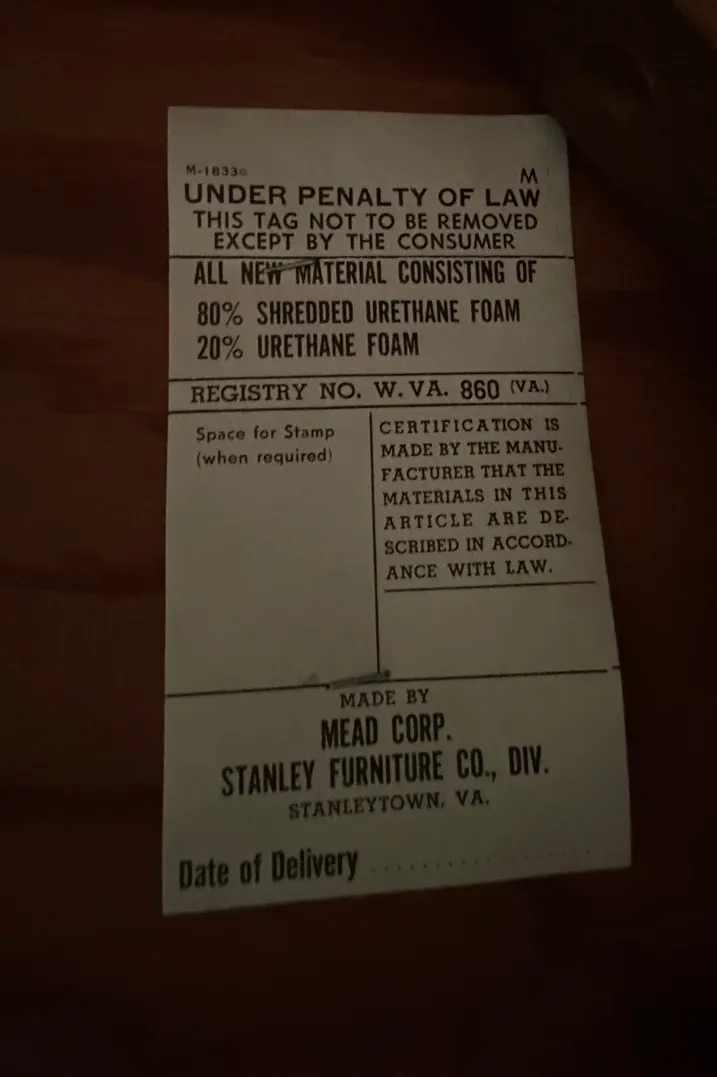 M-1833
M
UNDER PENALTY OF LAW
THIS TAG NOT TO BE REMOVED
EXCEPT BY THE CONSUMER
ALL NEW MATERIAL CONSISTING OF
80% SHREDDED URETHANE FOAM
20% URETHANE FOAM
REGISTRY NO. W. VA. 860 (VA.)
Space for Stamp
(when required)
CERTIFICATION IS
MADE BY THE MANU-
FACTURER THAT THE
MATERIALS IN THIS
ARTICLE ARE DE-
SCRIBED IN ACCORD-
ANCE WITH LAW.
MADE BY
MEAD CORP.
STANLEY FURNITURE CO., DIV.
STANLEYTOWN, VA.
Date of Delivery